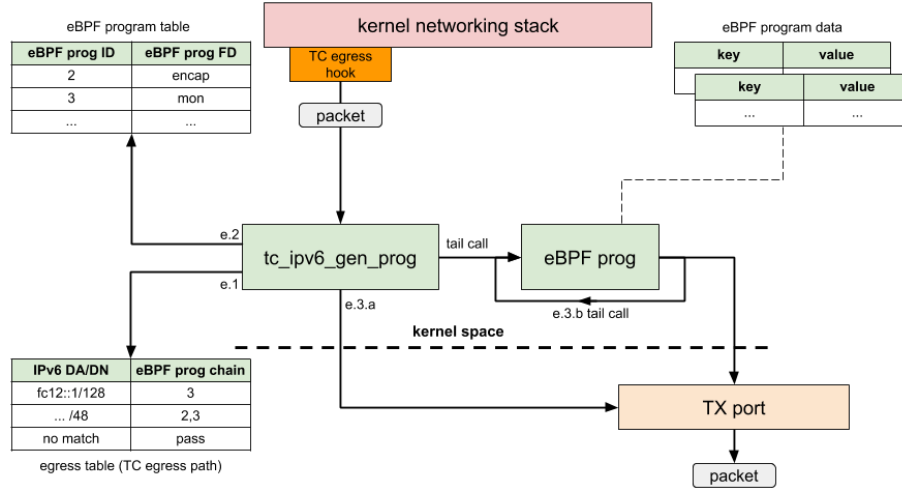 eBPF program table
eBPF prog ID eBPF prog FD
2 encap
3 mon
... ...
kernel networking stack
TC egress
hook
packet
eBPF program data
key value
key value
... ...
e.2
tc_ipv6_gen_prog
e.1
tail call
eBPF prog
e.3.a
e.3.b tail call
kernel space
IPv6 DA/DN eBPF prog chain
fc12::1/128 3
... /48 2,3
no match pass
egress table (TC egress path)
TX port
packet